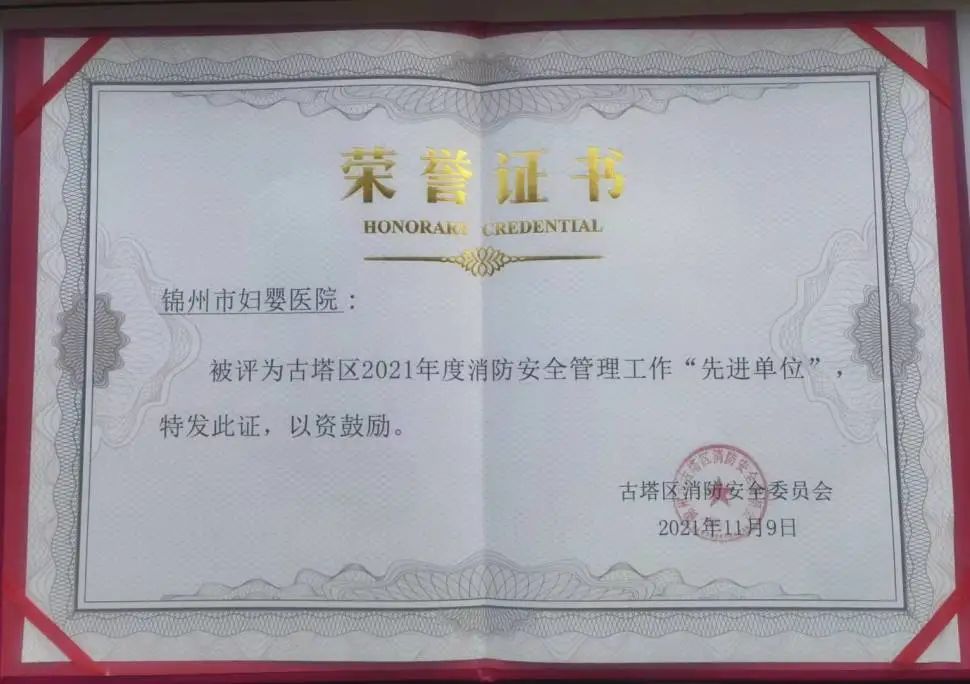 荣誉证书
HONORARY CREDENTIAL
锦州市妇婴医院：
被评为古塔区2021年度消防安全管理工作“先进单位”，
特发此证，以资鼓励。
古塔区消防安全委员会
2021年11月9日